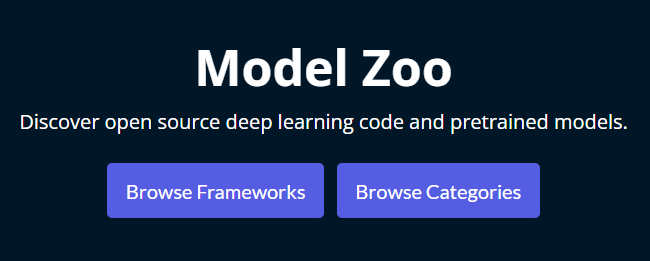 Model Zoo
Discover open source deep learning code and pretrained models.
Browse Frameworks
Browse Categories